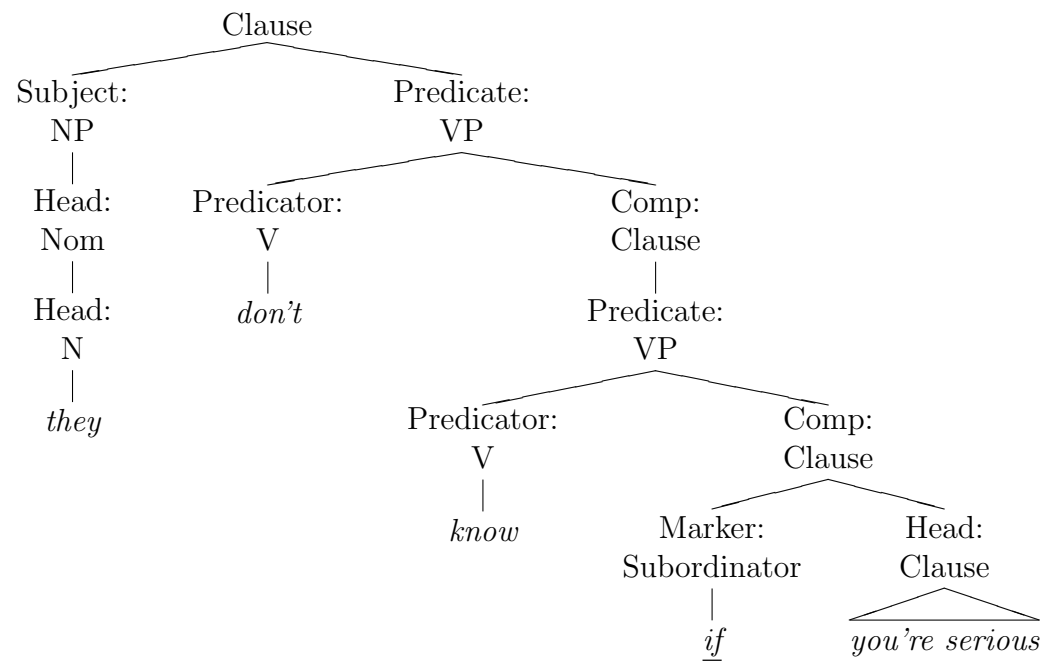 Clause
Subject: Predicate:
NP VP
Head: Predicator: Comp:
Nom V Clause
Head: don't Predicate:
N VP
they Predicator: Comp:
V Clause
know Marker: Head:
Subordinator Clause
if you're serious